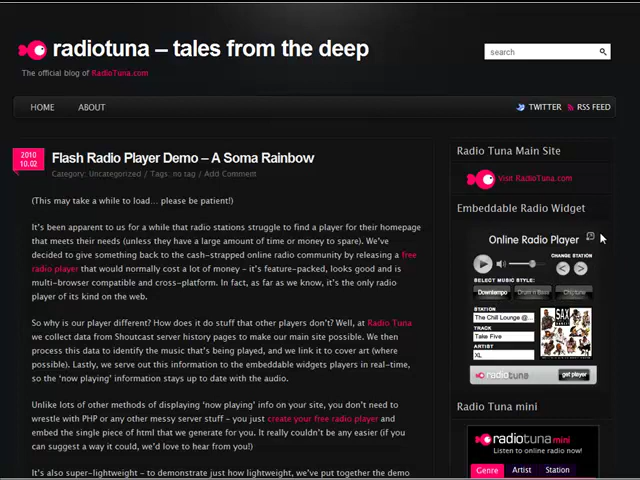 radiotuna – tales from the deep
search
The official blog of RadioTuna.com
HOME ABOUT
TWITTER RSS FEED
2010
10.02
Flash Radio Player Demo – A Soma Rainbow
Category: Uncategorized / Tags: no tag / Add Comment
(This may take a while to load... please be patient!)
It's been apparent to us for a while that radio stations struggle to find a player for their homepage
that meets their needs (unless they have a large amount of time or money to spare). We've
decided to give something back to the cash-strapped online radio community by releasing a free
radio player that would normally cost a lot of money – it's feature-packed, looks good and is
multi-browser compatible and cross-platform. In fact, as far as we know, it's the only radio
player of its kind on the web.
So why is our player different? How does it do stuff that other players don't? Well, at Radio Tuna
we collect data from Shoutcast server history pages to make our main site possible. We then
process this data to identify the music that's being played, and we link it to cover art (where
possible). Lastly, we serve out this information to the embeddable widgets players in real-time,
so the 'now playing' information stays up to date with the audio.
Unlike lots of other methods of displaying 'now playing' info on your site, you don't need to
wrestle with PHP or any other messy server stuff – you just create your free radio player and
embed the single piece of html that we generate for you. It really couldn't be any easier (if you
can suggest a way it could, we'd love to hear from you!)
It's also super-lightweight – to demonstrate just how lightweight, we've put together the demo
Radio Tuna Main Site
Visit RadioTuna.com
Embeddable Radio Widget
Online Radio Player
CHANGE STATION
SELECT MUSIC STYLE:
Downtempo Drum n Bass Chiptune
STATION
The Chill Lounge @...
TRACK
Take Five
ARTIST
XL
SAX
radiotuna get player
Radio Tuna mini
radiotuna mini
Listen to online radio now!
Genre Artist Station